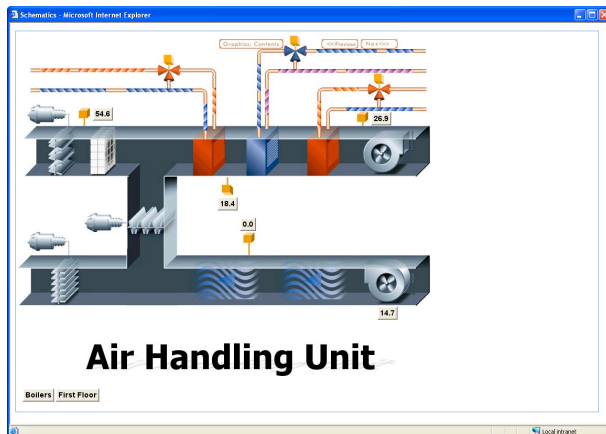 Schematics - Microsoft Internet Explorer
Graphics: Contents
<<Previous Next>>
54.6
26.9
18.4
0.0
14.7
Air Handling Unit
Boilers First Floor
Local intranet